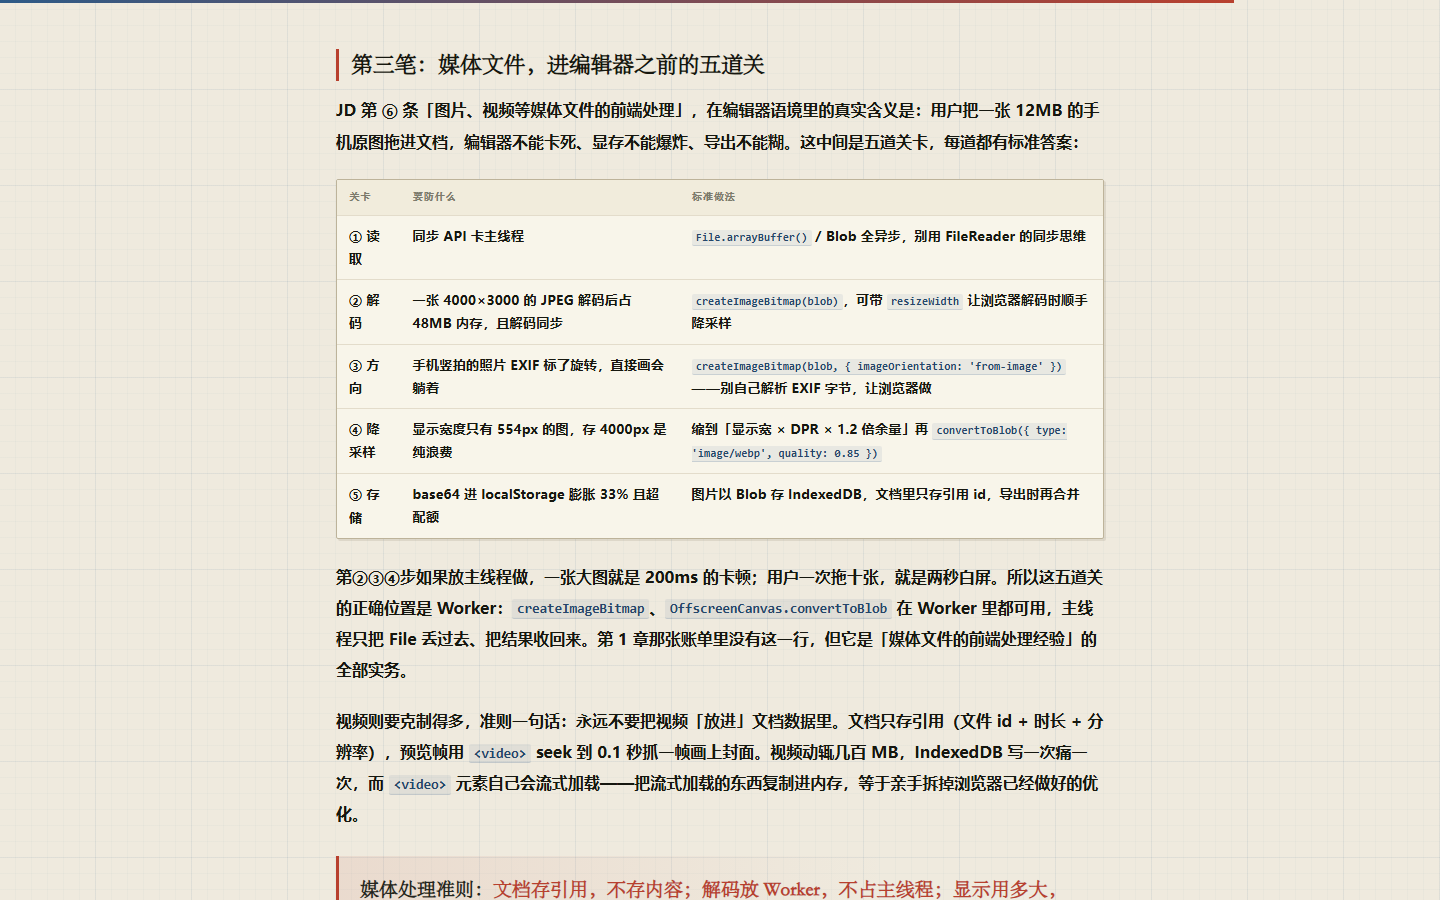 第三笔：媒体文件，进编辑器之前的五道关
JD 第 ⑥ 条「图片、视频等媒体文件的前端处理」，在编辑器语境里的真实含义是：用户把一张 12MB 的手
机原图拖进文档，编辑器不能卡死、显存不能爆炸、导出不能糊。这中间是五道关卡，每道都有标准答案：
关卡 要防什么 标准做法
① 读 同步 API 卡主线程 File.arrayBuffer() / Blob 全异步，别用 FileReader 的同步思维
取
② 解 一张 4000×3000 的 JPEG 解码后占 createImageBitmap(blob)，可带 resizeWidth 让浏览器解码时顺手
码 48MB 内存，且解码同步 降采样
③ 方 手机竖拍的照片 EXIF 标了旋转，直接画会 createImageBitmap(blob, { imageOrientation: 'from-image' })
向 躺着 ——别自己解析 EXIF 字节，让浏览器做
④ 降 显示宽度只有 554px 的图，存 4000px 是 缩到「显示宽 × DPR × 1.2 倍余量」再 convertToBlob({ type:
采样 纯浪费 'image/webp', quality: 0.85 })
⑤ 存 base64 进 localStorage 膨胀 33% 且超 图片以 Blob 存 IndexedDB，文档里只存引用 id，导出时再合并
储 配额
第②③④步如果放主线程做，一张大图就是 200ms 的卡顿；用户一次拖十张，就是两秒白屏。所以这五道关
的正确位置是 Worker：createImageBitmap、OffscreenCanvas.convertToBlob 在 Worker 里都可用，主线
程只把 File 丢过去、把结果收回来。第 1 章那张账单里没有这一行，但它是「媒体文件的前端处理经验」的
全部实务。
视频则要克制得多，准则一句话：永远不要把视频「放进」文档数据里。文档只存引用（文件 id + 时长 + 分
辨率），预览帧用 <video> seek 到 0.1 秒抓一帧画上封面。视频动辄几百 MB，IndexedDB 写一次痛一
次，而 <video> 元素自己会流式加载——把流式加载的东西复制进内存，等于亲手拆掉浏览器已经做好的优
化。
媒体处理准则：文档存引用，不存内容；解码放 Worker，不占主线程；显示用多大，